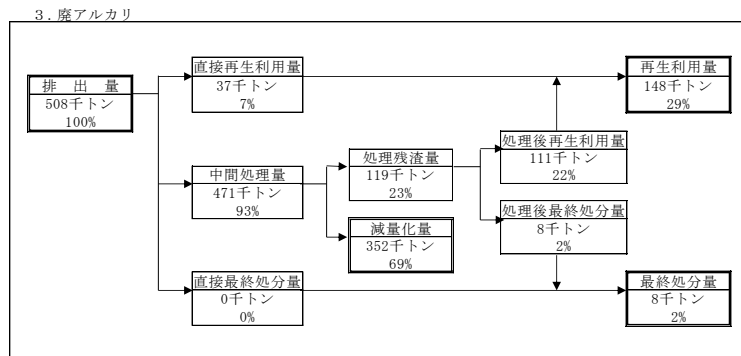 3．廃アルカリ
排 出 量
508千トン
100%
直接再生利用量
37千トン
7%
再生利用量
148千トン
29%
中間処理量
471千トン
93%
処理残渣量
119千トン
23%
処理後再生利用量
111千トン
22%
減量化量
352千トン
69%
処理後最終処分量
8千トン
2%
直接最終処分量
0千トン
0%
最終処分量
8千トン
2%